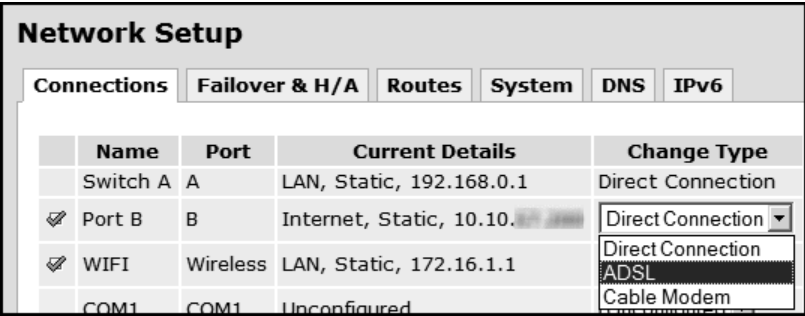 Network Setup
Connections Failover & H/A Routes System DNS IPv6
Name Port Current Details Change Type
Switch A A LAN, Static, 192.168.0.1 Direct Connection
Port B B Internet, Static, 10.10. Direct Connection
WIFI Wireless LAN, Static, 172.16.1.1 Direct Connection
ADSL
COM1 COM1 Unconfigured Cable Modem